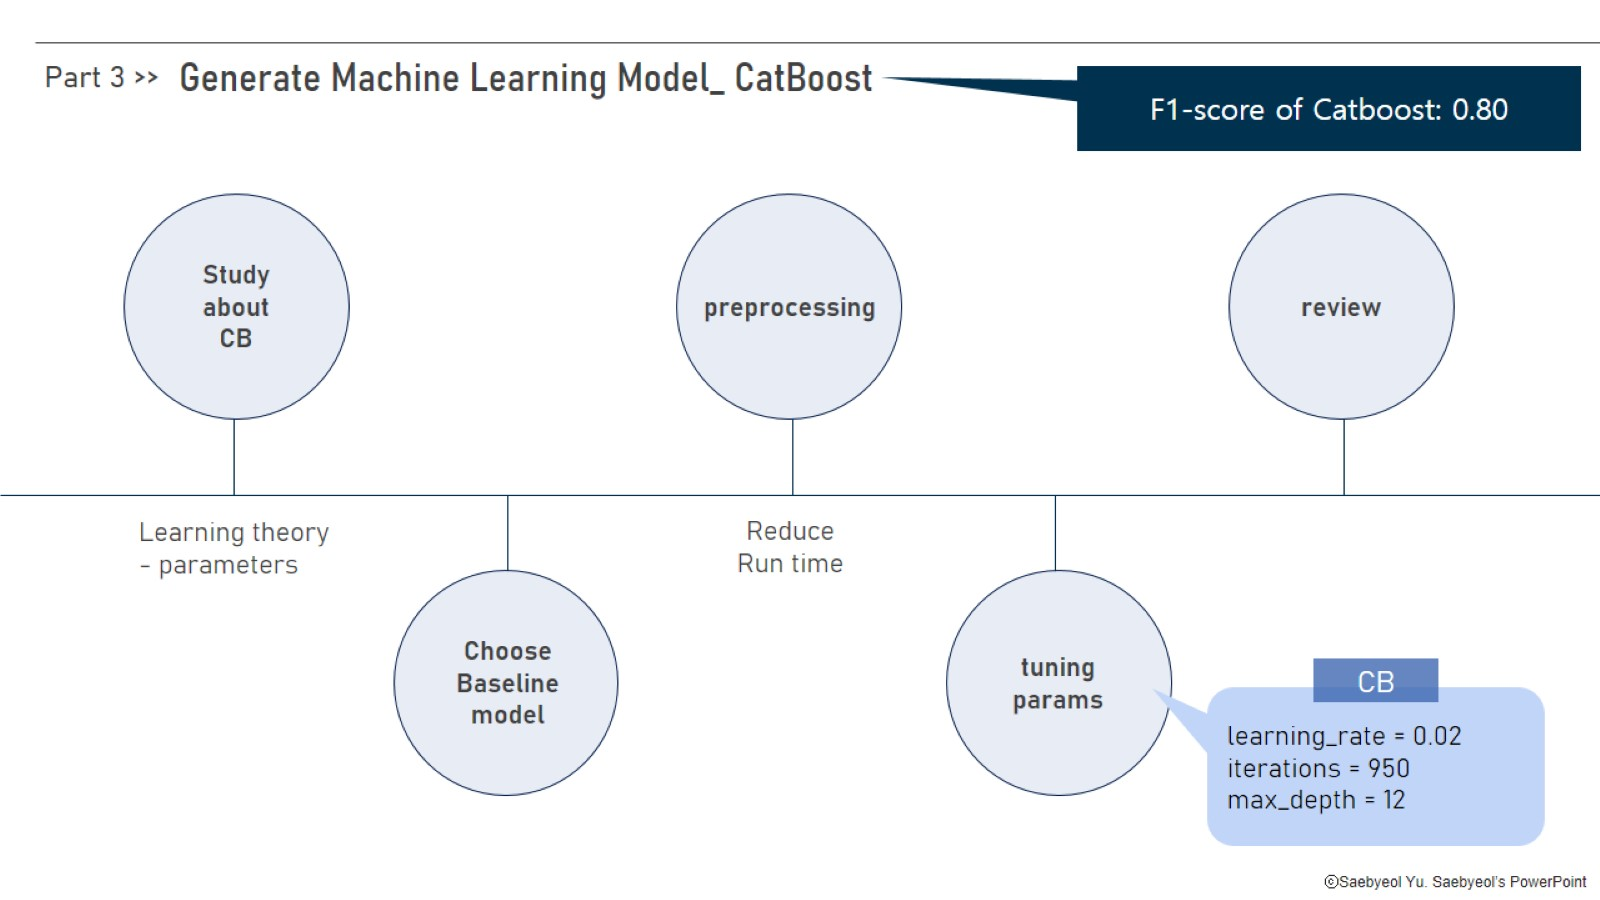 Part 3 >> Generate Machine Learning Model_ CatBoost
F1-score of Catboost: 0.80
Study
about
CB
preprocessing
review
Learning theory
- parameters
Reduce
Run time
Choose
Baseline
model
tuning
params
CB
learning_rate = 0.02
iterations = 950
max_depth = 12
ⓒSaebyeol Yu. Saebyeol's PowerPoint